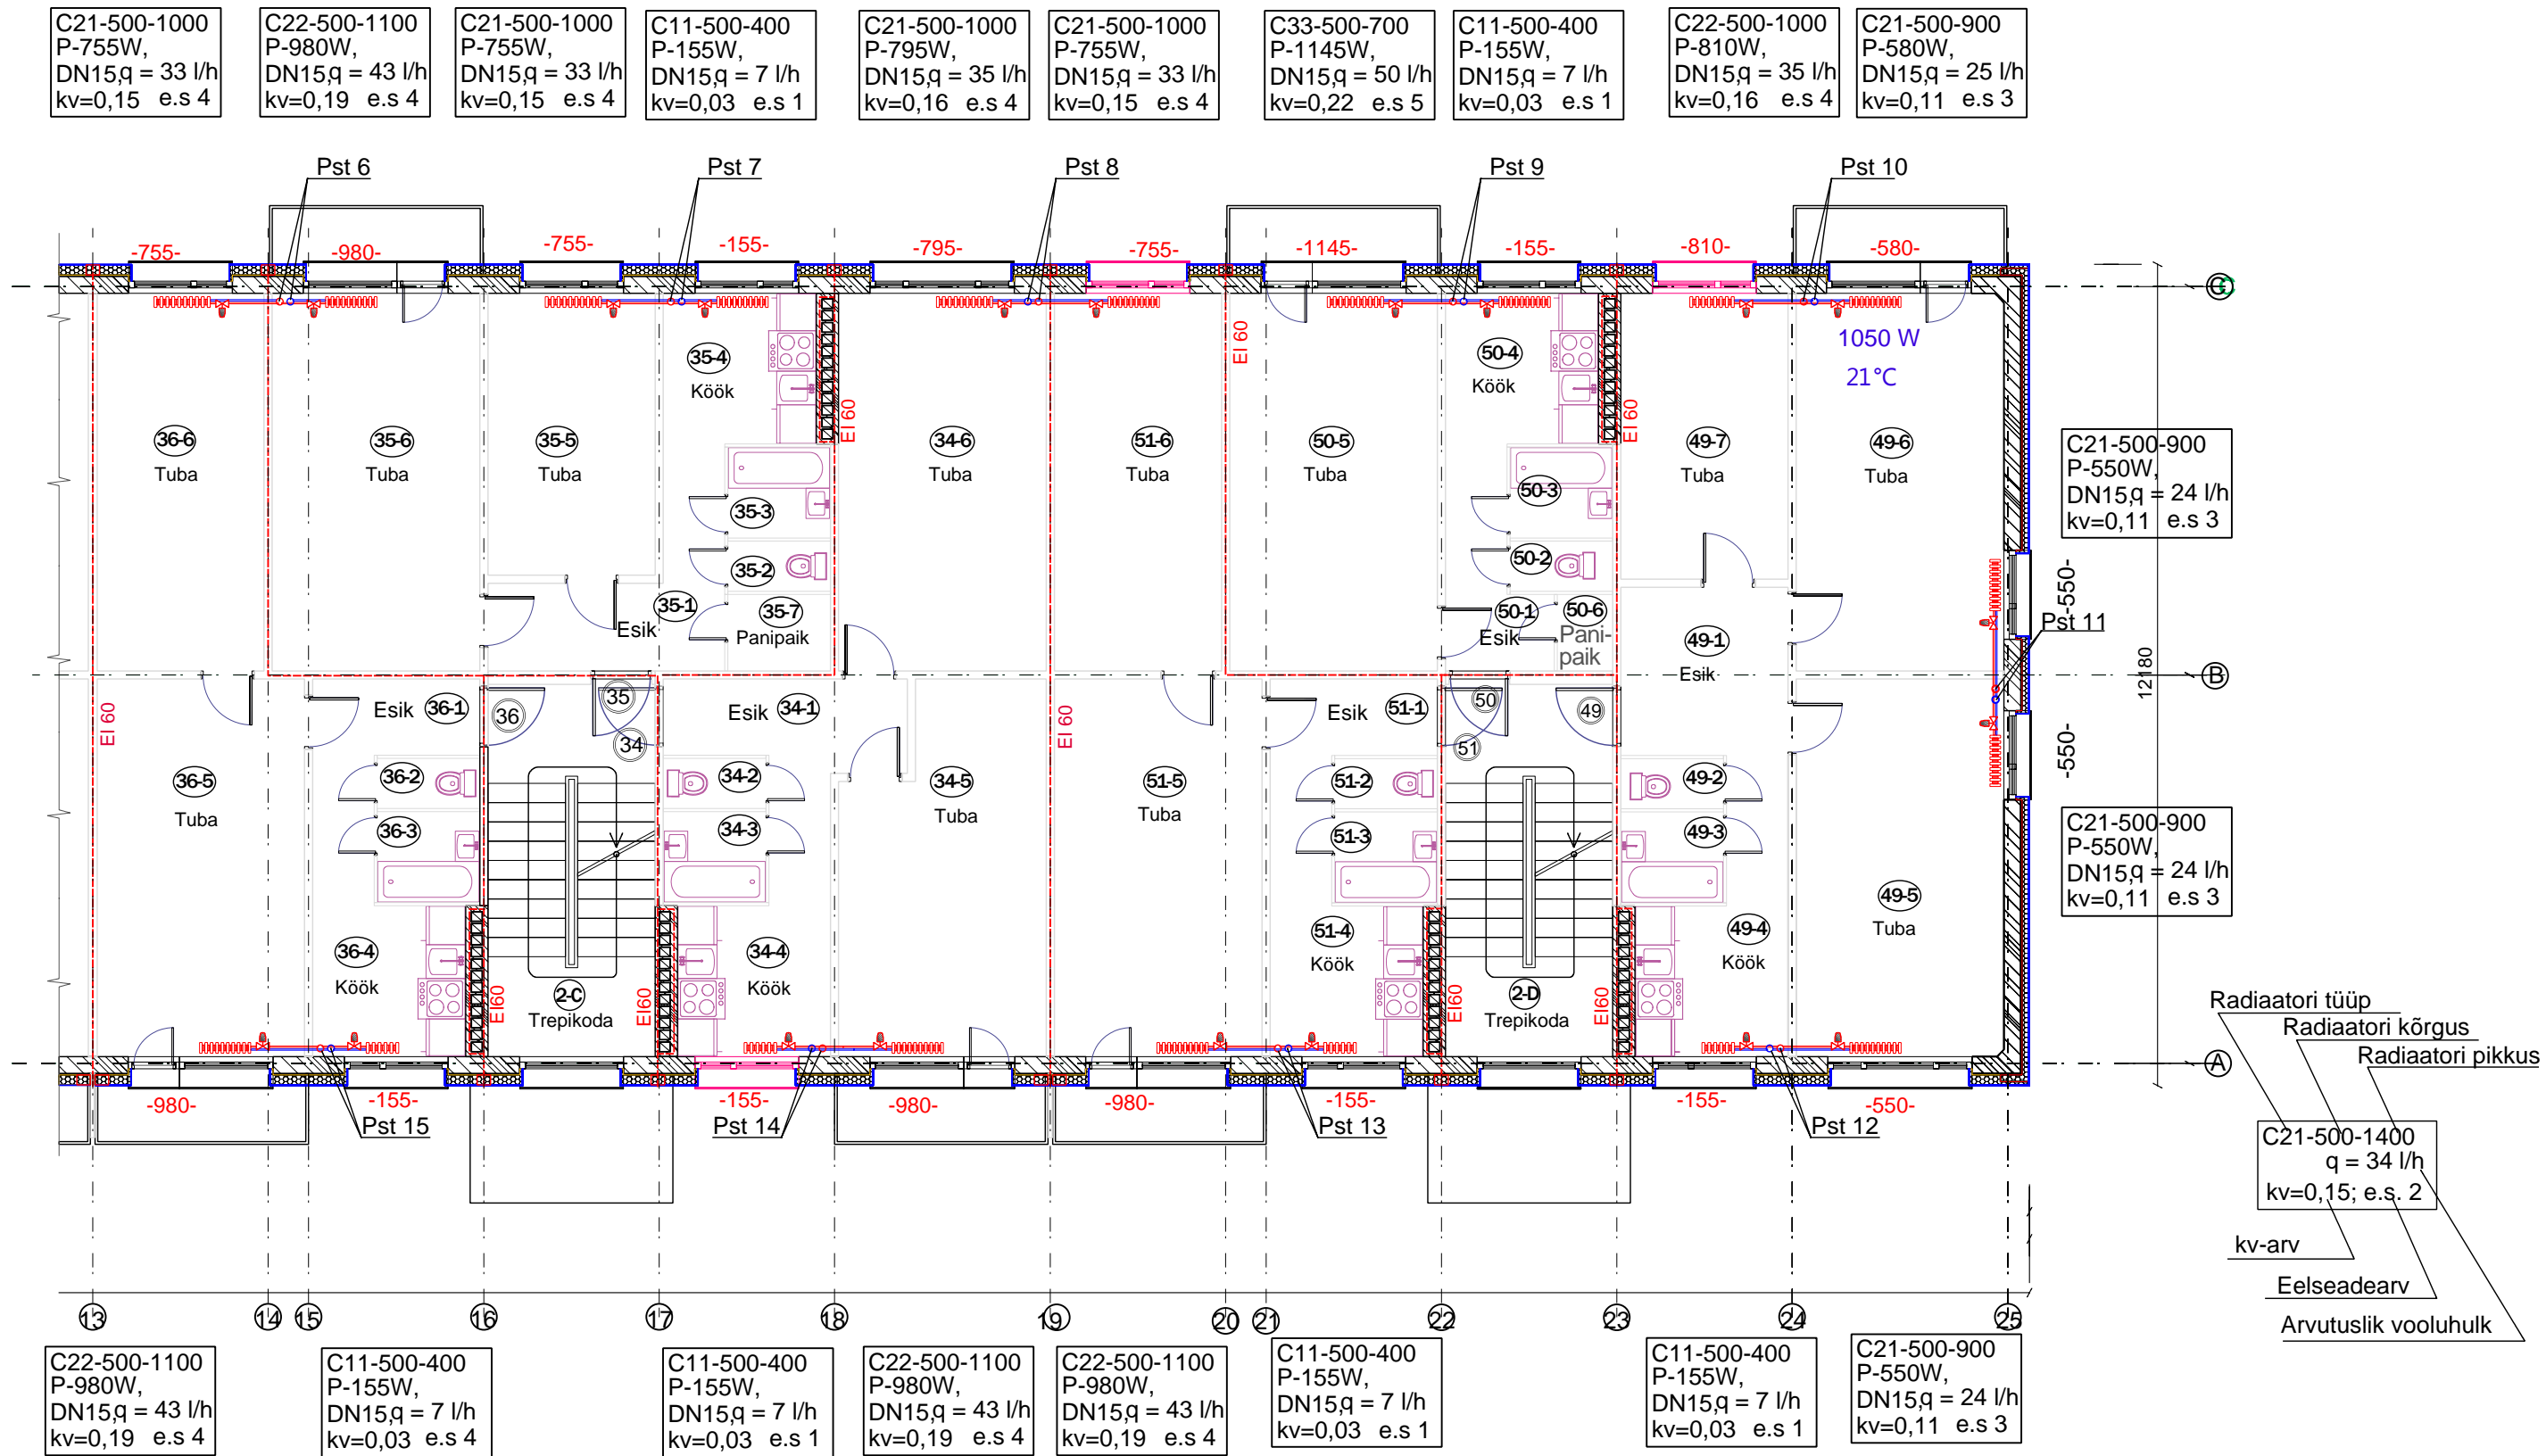 C21-500-1000
P-755W,
DN15,q = 33 l/h
kv=0,15 e.s 4
C22-500-1100
P-980W,
DN15,q = 43 l/h
kv=0,19 e.s 4
C21-500-1000
P-755W,
DN15,q = 33 l/h
kv=0,15 e.s 4
C11-500-400
P-155W,
DN15,q = 7 l/h
kv=0,03 e.s 1
C21-500-1000
P-795W,
DN15,q = 35 l/h
kv=0,16 e.s 4
C21-500-1000
P-755W,
DN15,q = 33 l/h
kv=0,15 e.s 4
C33-500-700
P-1145W,
DN15,q = 50 l/h
kv=0,22 e.s 5
C11-500-400
P-155W,
DN15,q = 7 l/h
kv=0,03 e.s 1
C22-500-1000
P-810W,
DN15,q = 35 l/h
kv=0,16 e.s 4
C21-500-900
P-580W,
DN15,q = 25 l/h
kv=0,11 e.s 3
Pst 6
Pst 7
Pst 8
Pst 9
Pst 10
-755-
-980-
-755-
-155-
-795-
-755-
-1145-
-155-
-810-
-580-
C
C
1050 W
21°C
EI 60
EI 60
EI 60
EI 60
35-4
Köök
50-4
Köök
36-6
Tuba
35-6
Tuba
35-5
Tuba
34-6
Tuba
51-6
Tuba
50-5
Tuba
49-7
Tuba
49-6
Tuba
C21-500-900
P-550W,
DN15,q = 24 l/h
kv=0,11 e.s 3
35-3
50-3
35-2
50-2
35-1
Esik
35-7
Panipaik
50-1
Esik
50-6
Pani-
paik
49-1
Esik
-550-
Pst 11
12180
B
EI 60
EI 60
Esik
36-1
36
35
34
Esik
34-1
Esik
51-1
50
51
49
-550-
36-5
Tuba
36-2
36-3
34-2
34-3
34-5
Tuba
51-5
Tuba
51-2
51-3
49-2
49-3
C21-500-900
P-550W,
DN15,q = 24 l/h
kv=0,11 e.s 3
49-5
Tuba
36-4
Köök
34-4
Köök
51-4
Köök
49-4
Köök
2-C
Trepikoda
2-D
Trepikoda
EI60
EI60
EI60
EI60
A
-980-
-155-
-155-
-980-
-980-
-155-
-155-
-550-
Pst 15
Pst 14
Pst 13
Pst 12
Radiaatori tüüp
Radiaatori kõrgus
Radiaatori pikkus
C21-500-1400
q = 34 l/h
kv=0,15; e.s. 2
kv-arv
Eelseadearv
Arvutuslik vooluhulk
13
14
15
16
17
18
19
20
21
22
23
24
25
C22-500-1100
P-980W,
DN15,q = 43 l/h
kv=0,19 e.s 4
C11-500-400
P-155W,
DN15,q = 7 l/h
kv=0,03 e.s 4
C11-500-400
P-155W,
DN15,q = 7 l/h
kv=0,03 e.s 1
C22-500-1100
P-980W,
DN15,q = 43 l/h
kv=0,19 e.s 4
C22-500-1100
P-980W,
DN15,q = 43 l/h
kv=0,19 e.s 4
C11-500-400
P-155W,
DN15,q = 7 l/h
kv=0,03 e.s 1
C11-500-400
P-155W,
DN15,q = 7 l/h
kv=0,03 e.s 1
C21-500-900
P-550W,
DN15,q = 24 l/h
kv=0,11 e.s 3